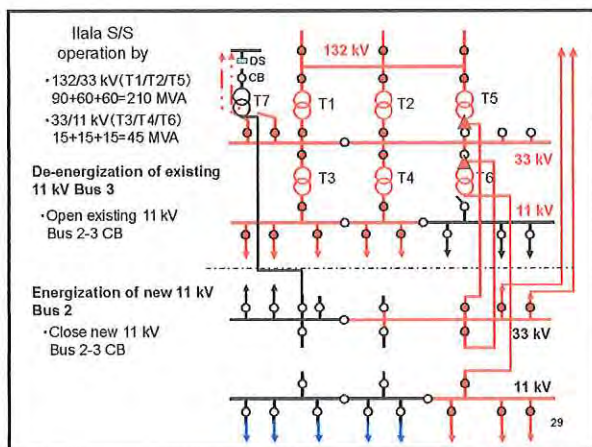 Ilala S/S
operation by
・132/33 kV(T1/T2/T5)
90+60+60=210 MVA
・33/11 kV(T3/T4/T6)
15+15+15=45 MVA
De-energization of existing
11 kV Bus 3
・Open existing 11 kV
Bus 2-3 CB
Energization of new 11 kV
Bus 2
・Close new 11 kV
Bus 2-3 CB
DS
CB
132 kV
T7
T1
T2
T5
33 kV
T3
T4
T6
11 kV
33 kV
11 kV
29